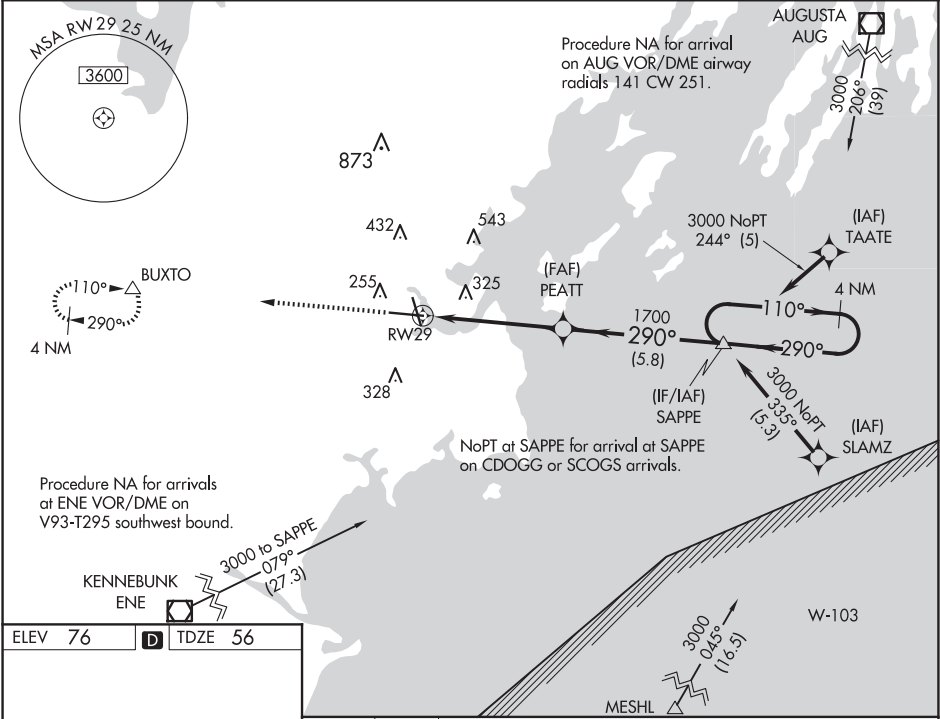 MSA RW29 25 NM
3600
AUGUSTA
AUG
Procedure NA for arrival
on AUG VOR/DME airway
radials 141 CW 251.
3000
206°
(39)
873
432
543
255
325
328
RW29
BUXTO
110°
290°
4 NM
(FAF)
PEATT
1700
290°
(5.8)
3000 NoPT
244° (5)
(IAF)
TAATE
4 NM
110°
290°
(IF/IAF)
SAPPE
3000 NoPT
335°
(5.3)
(IAF)
SLAMZ
NoPT at SAPPE for arrival at SAPPE
on CDOGG or SCOGS arrivals.
Procedure NA for arrivals
at ENE VOR/DME on
V93-T295 southwest bound.
3000 to SAPPE
079°
(27.3)
KENNEBUNK
ENE
W-103
3000
045°
(16.5)
MESHL
ELEV 76 D TDZE 56